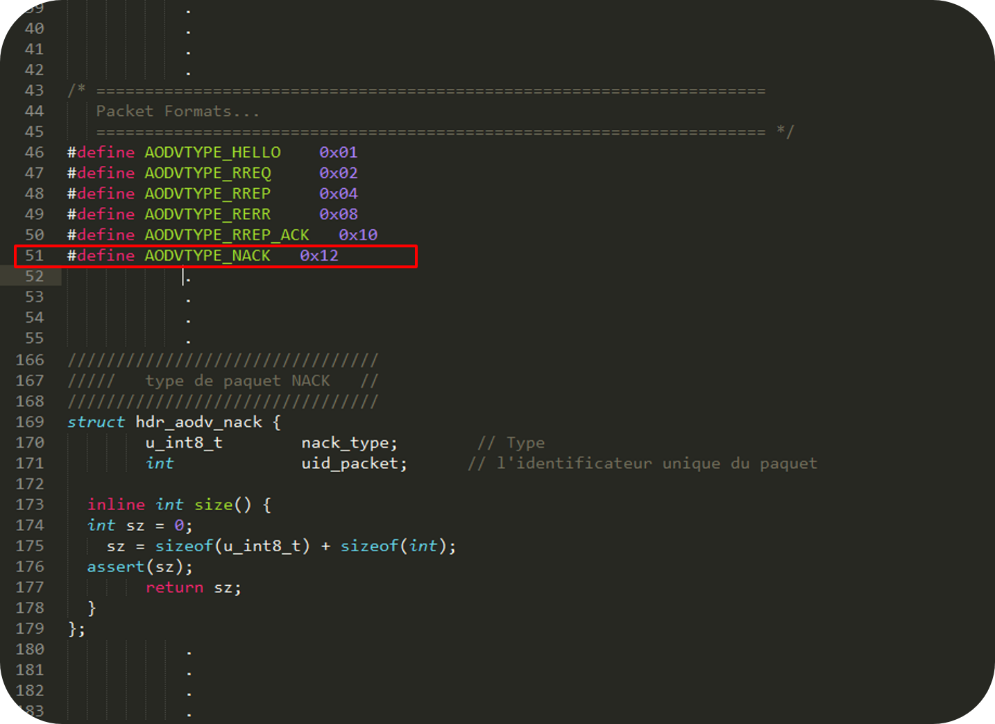 39 .
40 .
41 .
42 .
43 /* =====================================================================
44 Packet Formats...
45 ===================================================================== */
46 #define AODVTYPE_HELLO 0x01
47 #define AODVTYPE_RREQ 0x02
48 #define AODVTYPE_RREP 0x04
49 #define AODVTYPE_RERR 0x08
50 #define AODVTYPE_RREP_ACK 0x10
51 #define AODVTYPE_NACK 0x12
52 .
53 .
54 .
55 .
166 ////////////////////////////////
167 ///// type de paquet NACK //
168 ////////////////////////////////
169 struct hdr_aodv_nack {
170 u_int8_t nack_type; // Type
171 int uid_packet; // l'identificateur unique du paquet
172
173 inline int size() {
174 int sz = 0;
175 sz = sizeof(u_int8_t) + sizeof(int);
176 assert(sz);
177 return sz;
178 }
179 };
180 .
181 .
182 .
83 .